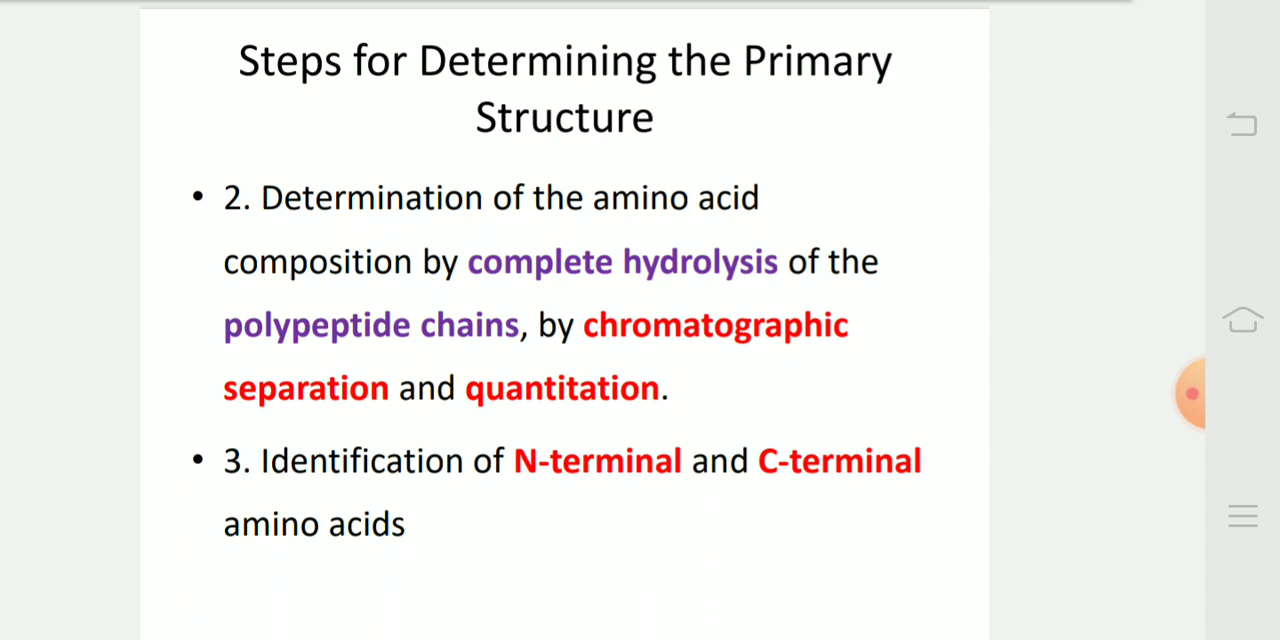 Steps for Determining the Primary
Structure
• 2. Determination of the amino acid
composition by complete hydrolysis of the
polypeptide chains, by chromatographic
separation and quantitation.
• 3. Identification of N-terminal and C-terminal
amino acids